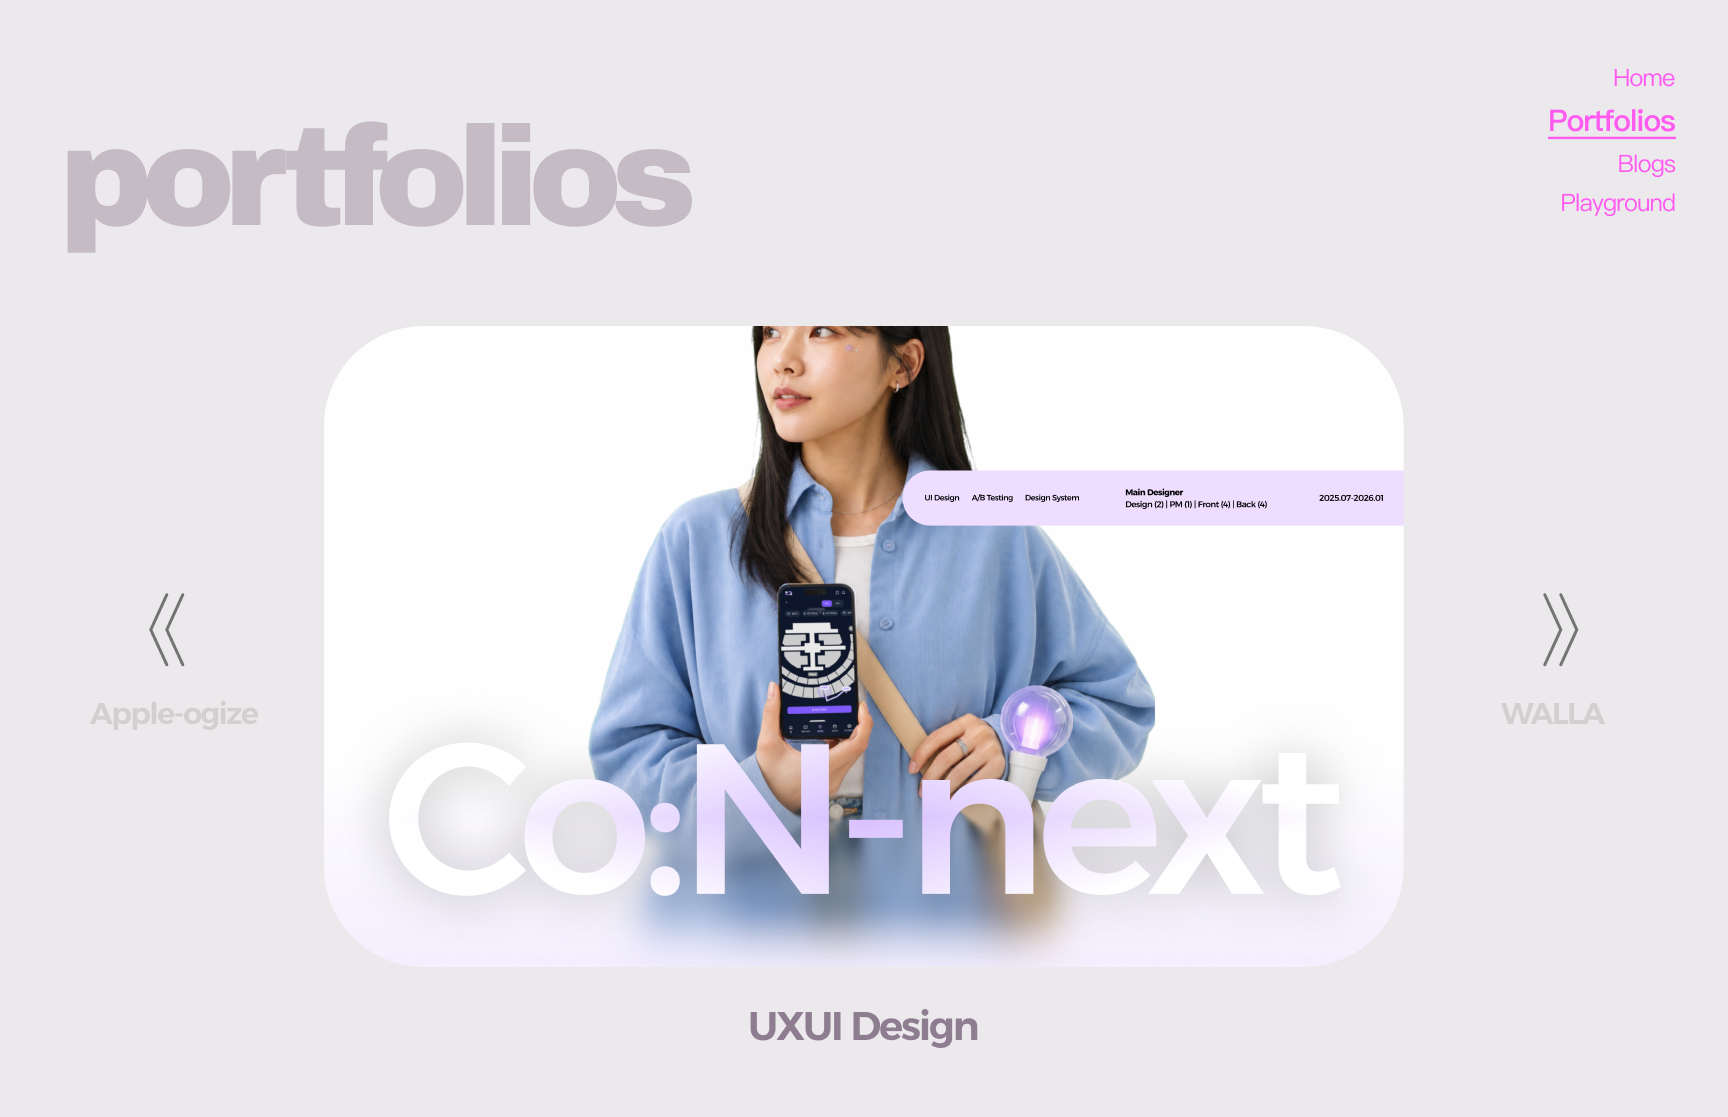 Home
portfolios
Portfolios
Blogs
Playground
UI Design A/B Testing Design System
Main Designer
Design (2) | PM (1) | Front (4) | Back (4)
2025.07-2026.01
Apple-ogize
WALLA
Co:N-next
UXUI Design